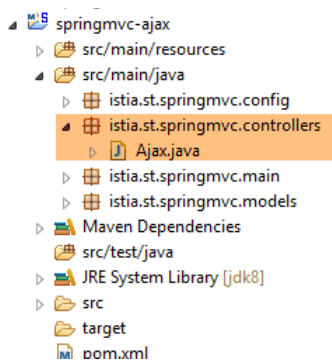 springmvc-ajax
src/main/resources
src/main/java
istia.st.springmvc.config
istia.st.springmvc.controllers
Ajax.java
istia.st.springmvc.main
istia.st.springmvc.models
Maven Dependencies
src/test/java
JRE System Library [jdk8]
src
target
pom.xml